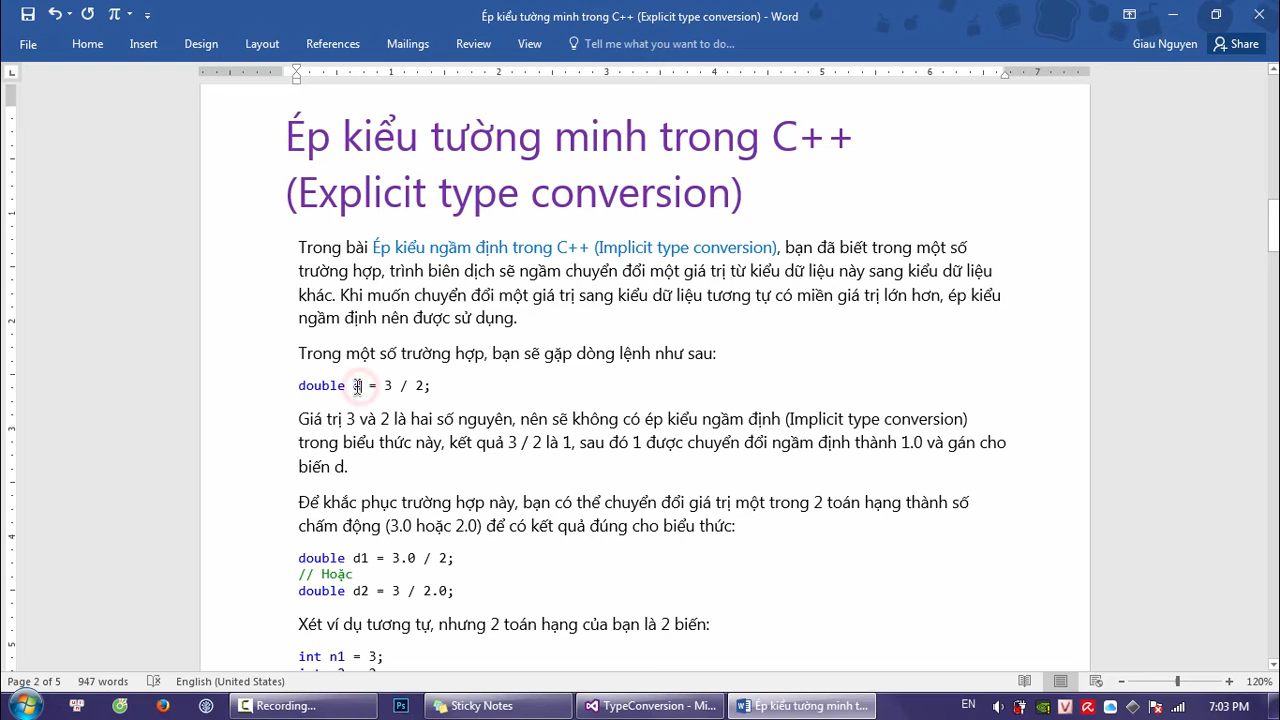 Ép kiểu tường minh trong C++ (Explicit type conversion) - Word
File Home Insert Design Layout References Mailings Review View Tell me what you want to do... Giau Nguyen Share
1 2 3 4 5 6 7
Ép kiểu tường minh trong C++
(Explicit type conversion)
Trong bài Ép kiểu ngầm định trong C++ (Implicit type conversion), bạn đã biết trong một số
trường hợp, trình biên dịch sẽ ngầm chuyển đổi một giá trị từ kiểu dữ liệu này sang kiểu dữ liệu
khác. Khi muốn chuyển đổi một giá trị sang kiểu dữ liệu tương tự có miền giá trị lớn hơn, ép kiểu
ngầm định nên được sử dụng.
Trong một số trường hợp, bạn sẽ gặp dòng lệnh như sau:
double d = 3 / 2;
Giá trị 3 và 2 là hai số nguyên, nên sẽ không có ép kiểu ngầm định (Implicit type conversion)
trong biểu thức này, kết quả 3 / 2 là 1, sau đó 1 được chuyển đổi ngầm định thành 1.0 và gán cho
biến d.
Để khắc phục trường hợp này, bạn có thể chuyển đổi giá trị một trong 2 toán hạng thành số
chấm động (3.0 hoặc 2.0) để có kết quả đúng cho biểu thức:
double d1 = 3.0 / 2;
// Hoặc
double d2 = 3 / 2.0;
Xét ví dụ tương tự, nhưng 2 toán hạng của bạn là 2 biến:
int n1 = 3;
Page 2 of 5 947 words English (United States) 120%
Recording... Ps Sticky Notes TypeConversion - Mi... Ép kiểu tường minh t... EN 7:03 PM